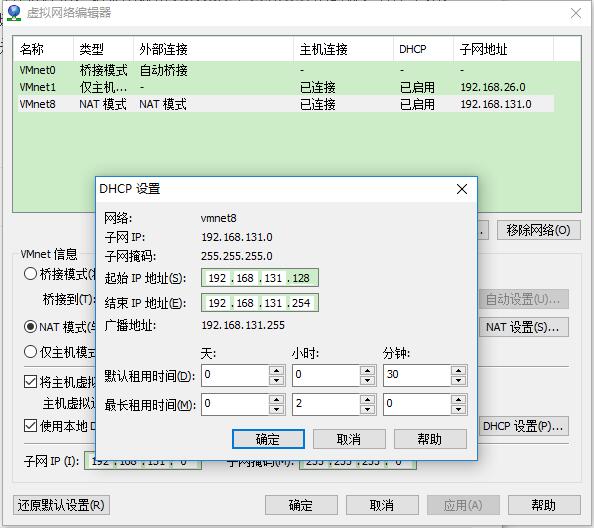 虚拟网络编辑器
名称 类型 外部连接 主机连接 DHCP 子网地址
VMnet0 桥接模式 自动桥接 - - -
VMnet1 仅主机... - 已连接 已启用 192.168.26.0
VMnet8 NAT 模式 NAT 模式 已连接 已启用 192.168.131.0
DHCP 设置
网络: vmnet8
子网 IP: 192.168.131.0
子网掩码: 255.255.255.0
起始 IP 地址(S): 192 .168 .131 .128
结束 IP 地址(E): 192 .168 .131 .254
广播地址: 192.168.131.255
天: 小时: 分钟:
默认租用时间(D): 0 0 30
最长租用时间(M): 0 2 0
确定 取消 帮助
移除网络(O)
VMnet 信息
桥接模式(
桥接到(T): 自动设置(U)...
NAT 模式( NAT 设置(S)...
仅主机模式
将主机虚拟
主机虚拟
使用本地 D DHCP 设置(P)...
子网 IP (I): 192 .168 .131 . 0 子网掩码(M): 255 .255 .255 . 0
还原默认设置(R) 确定 取消 应用(A) 帮助